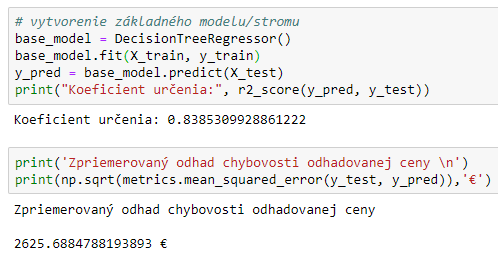 # vytvorenie základného modelu/stromu
base_model = DecisionTreeRegressor()
base_model.fit(X_train, y_train)
y_pred = base_model.predict(X_test)
print("Koeficient určenia:", r2_score(y_pred, y_test))
Koeficient určenia: 0.8385309928861222
print('Zpriemerovaný odhad chybovosti odhadovanej ceny \n')
print(np.sqrt(metrics.mean_squared_error(y_test, y_pred)),'€')
Zpriemerovaný odhad chybovosti odhadovanej ceny
2625.6884788193893 €